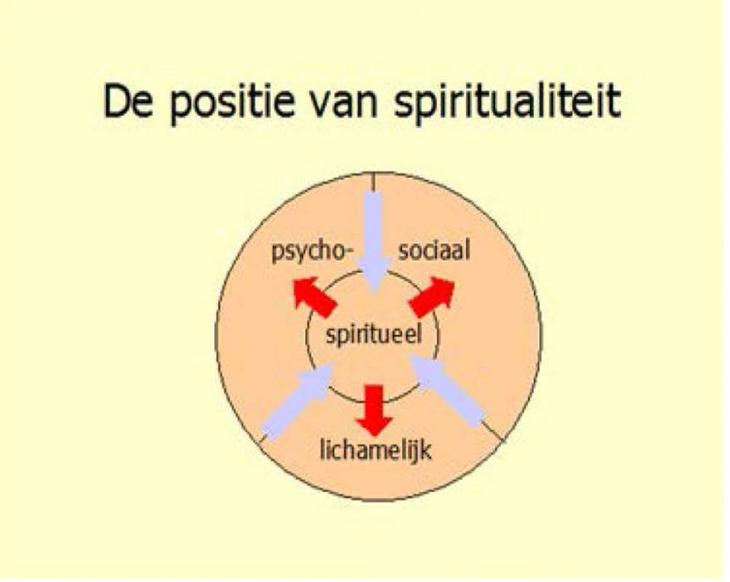 De positie van spiritualiteit
psycho- sociaal
spiritueel
lichamelijk